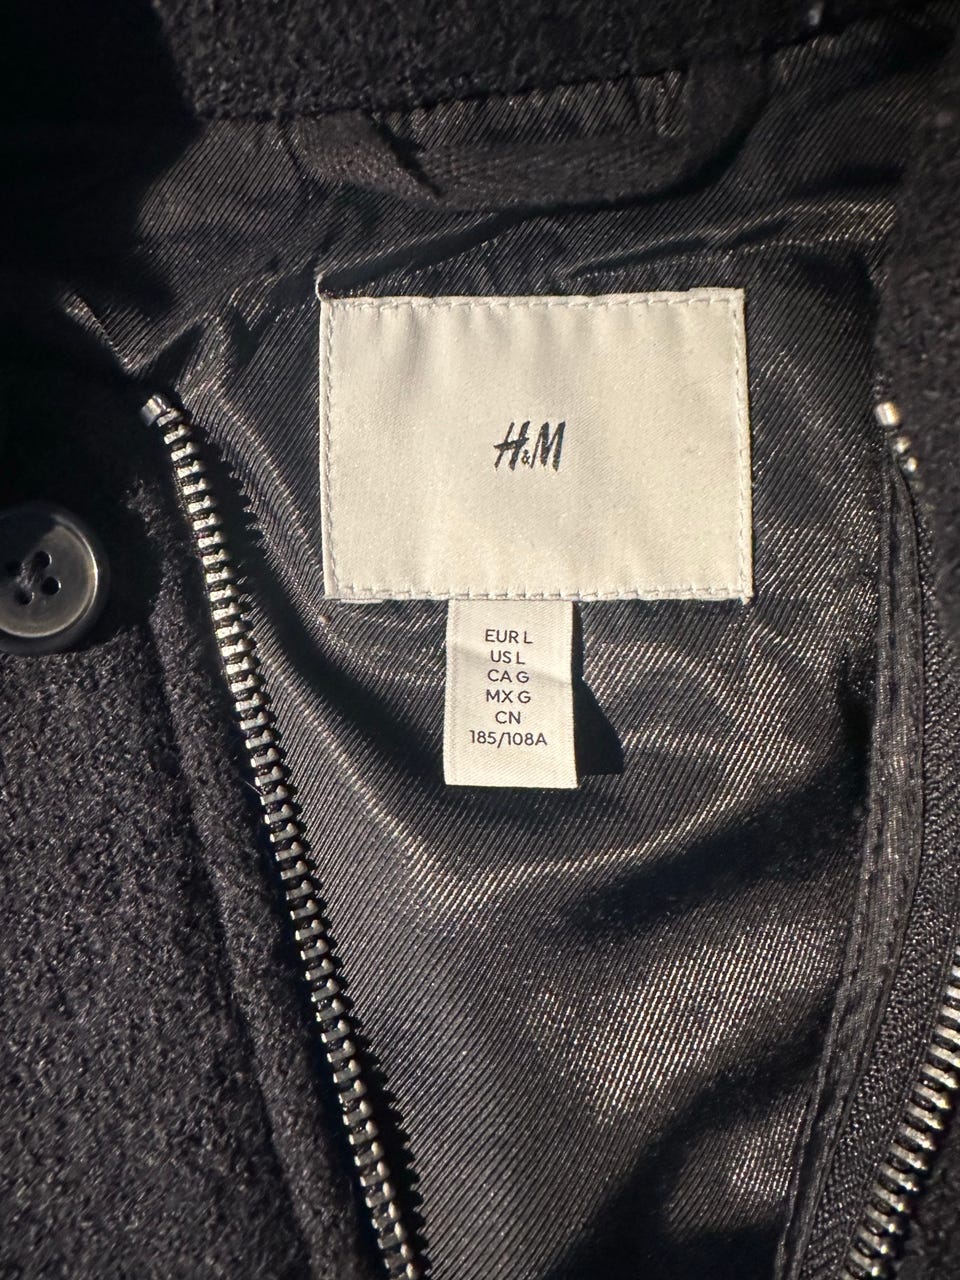 H&M
EUR L
US L
CA G
MX G
CN
185/108A